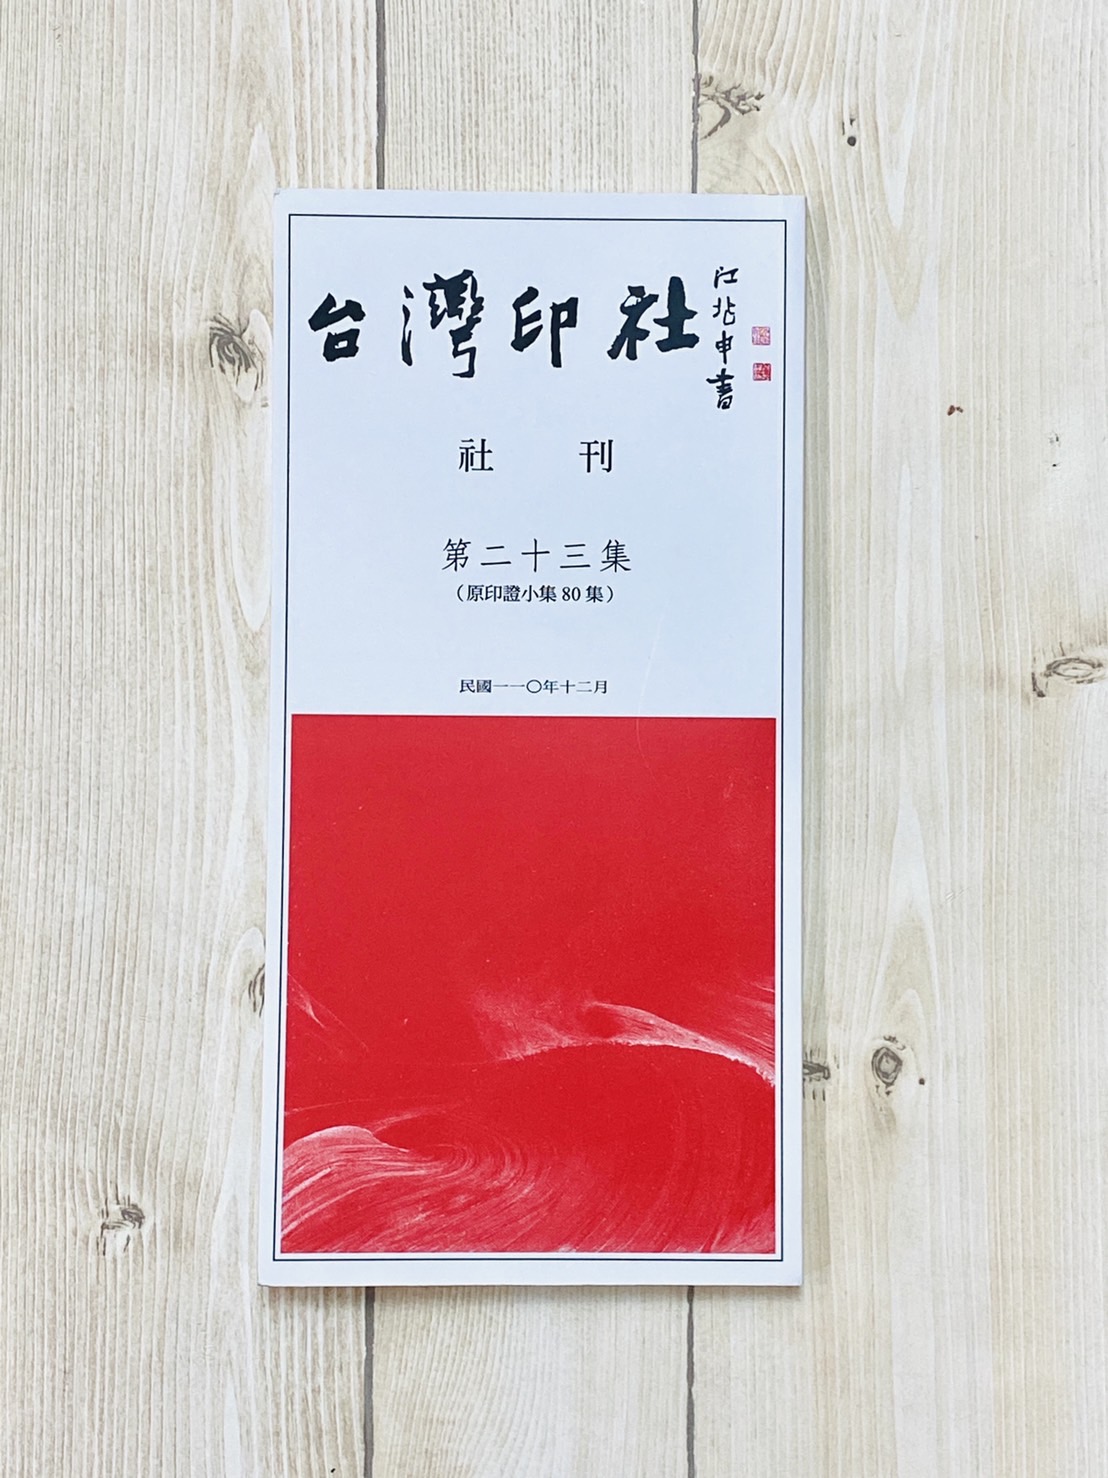 台灣印社
江兆申書
社刊
第二十三集
（原印證小集80集）
民國一一〇年十二月